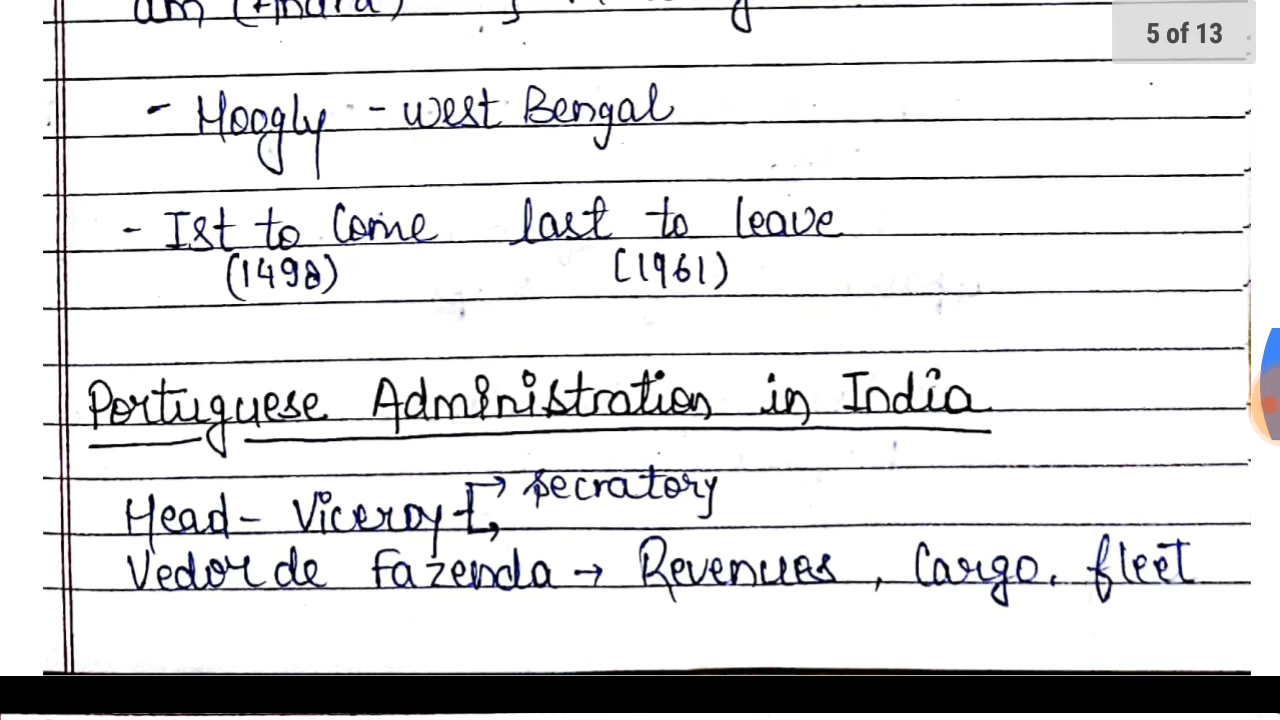 5 of 13
- Hoogly - west Bengal
- Ist to Come last to leave
(1498) (1961)
Portuguese Administration in India
Head - Viceroy → secratory
Vedor de fazenda → Revenues, Cargo, fleet